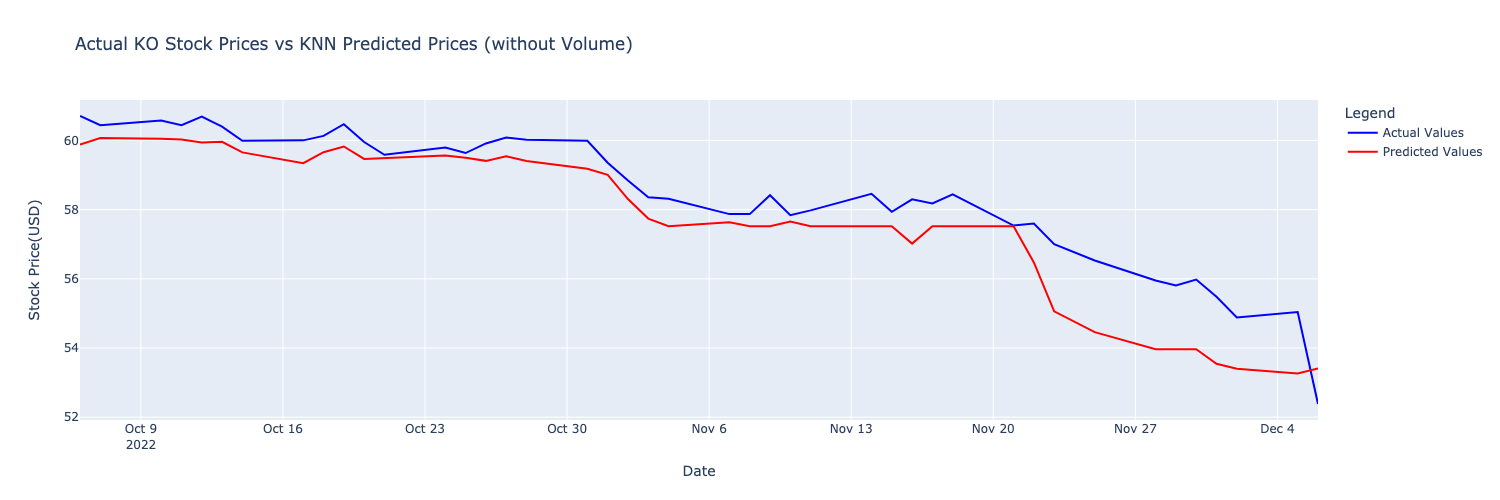 Actual KO Stock Prices vs KNN Predicted Prices (without Volume)
Legend
Actual Values
Predicted Values
Stock Price(USD)
60
58
56
54
52
Oct 9
2022
Oct 16
Oct 23
Oct 30
Nov 6
Nov 13
Nov 20
Nov 27
Dec 4
Date